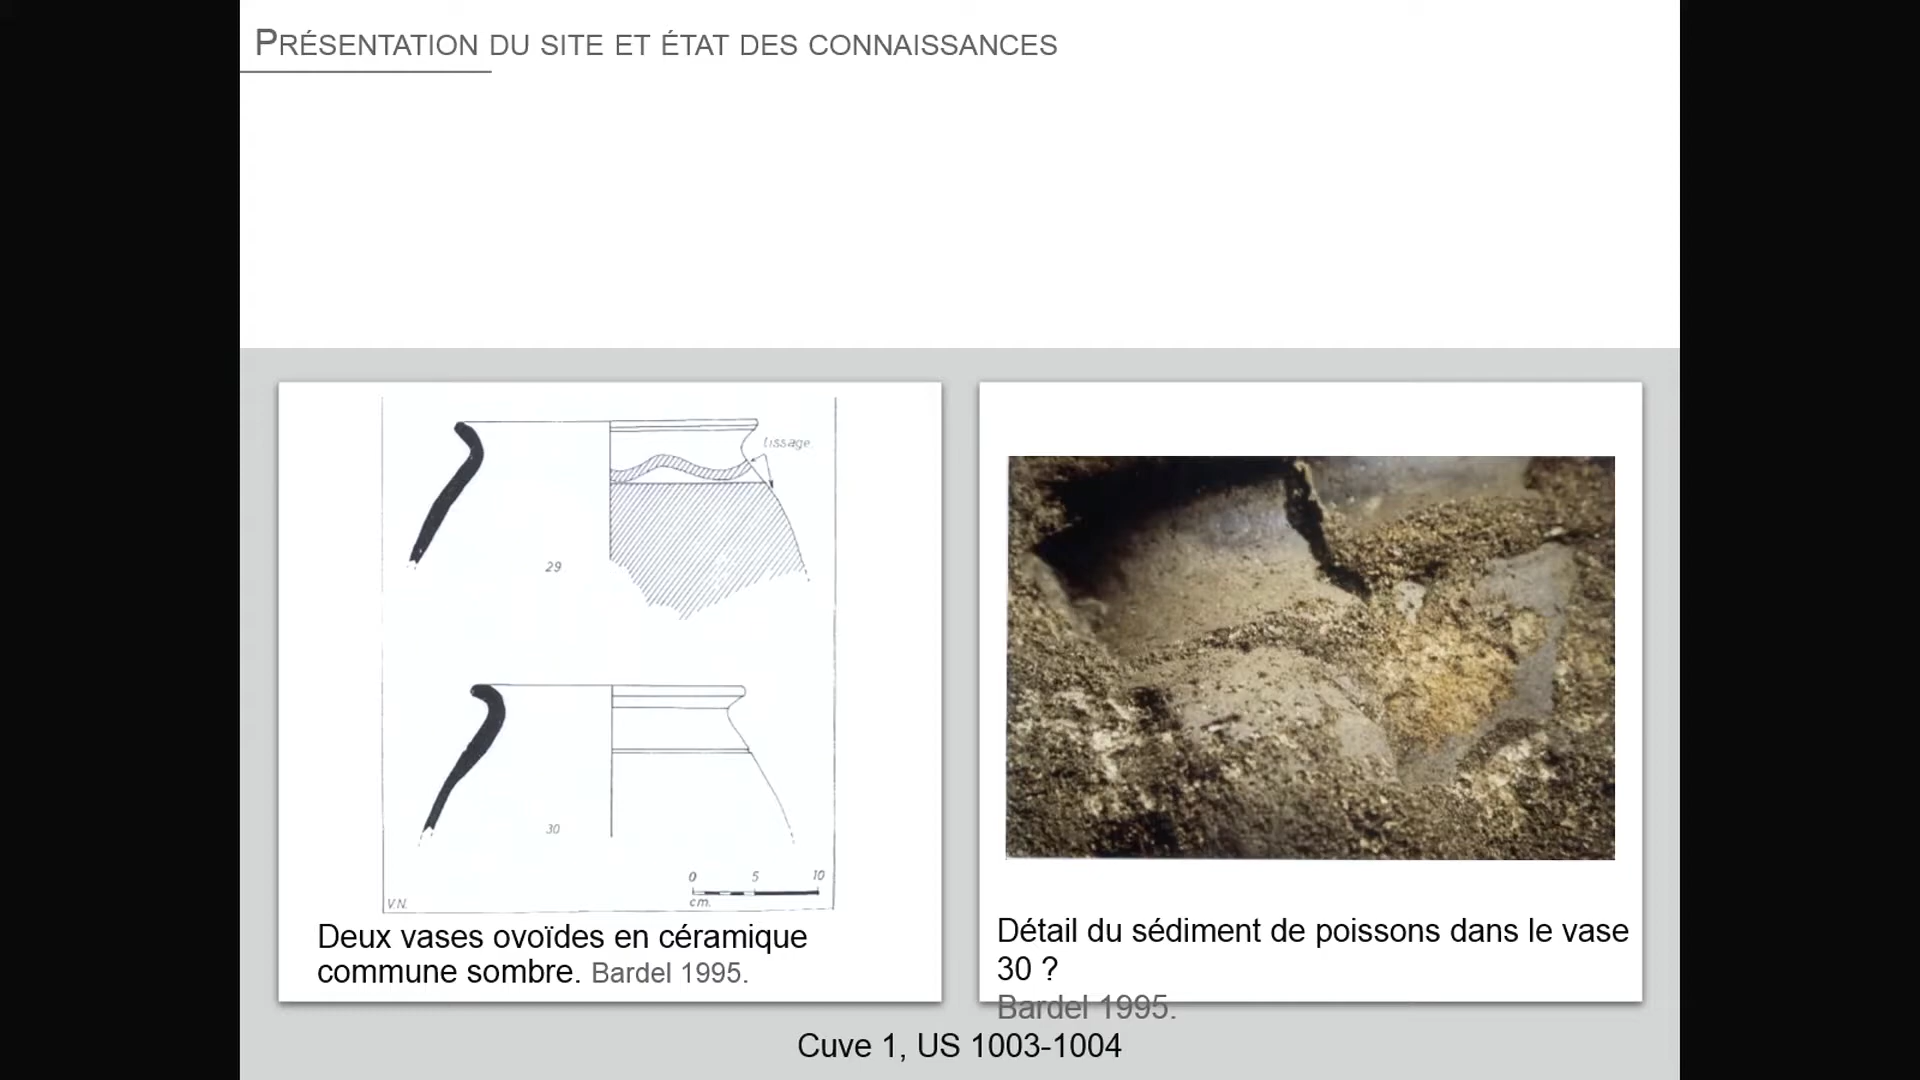 PRÉSENTATION DU SITE ET ÉTAT DES CONNAISSANCES
lissage.
29
30
0 5 10
cm.
V.N.
Deux vases ovoïdes en céramique
commune sombre. Bardel 1995.
Détail du sédiment de poissons dans le vase
30 ?
Bardel 1995.
Cuve 1, US 1003-1004